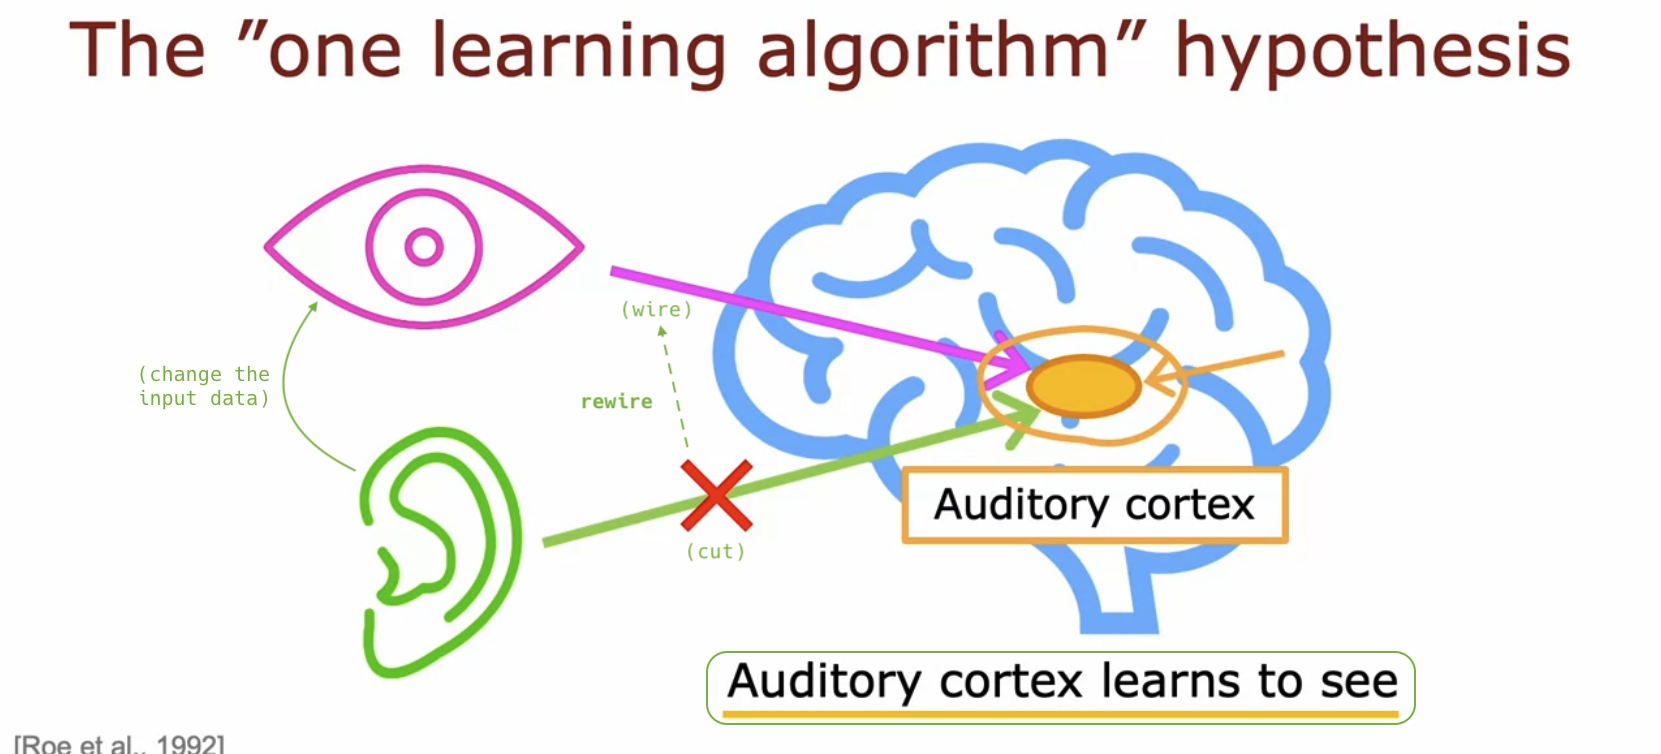 The ”one learning algorithm” hypothesis
(wire)
(change the
input data)
rewire
(cut)
Auditory cortex
Auditory cortex learns to see
[Roe et al., 1992]